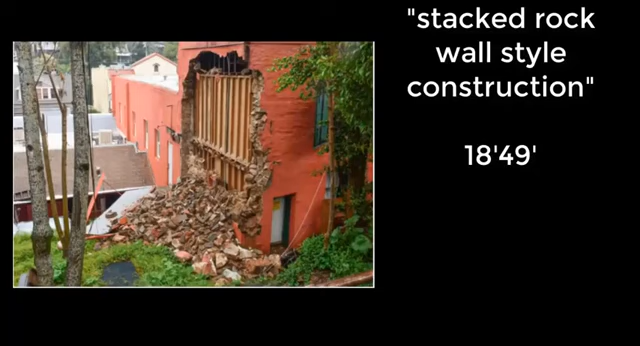 "stacked rock
wall style
construction"
18'49'